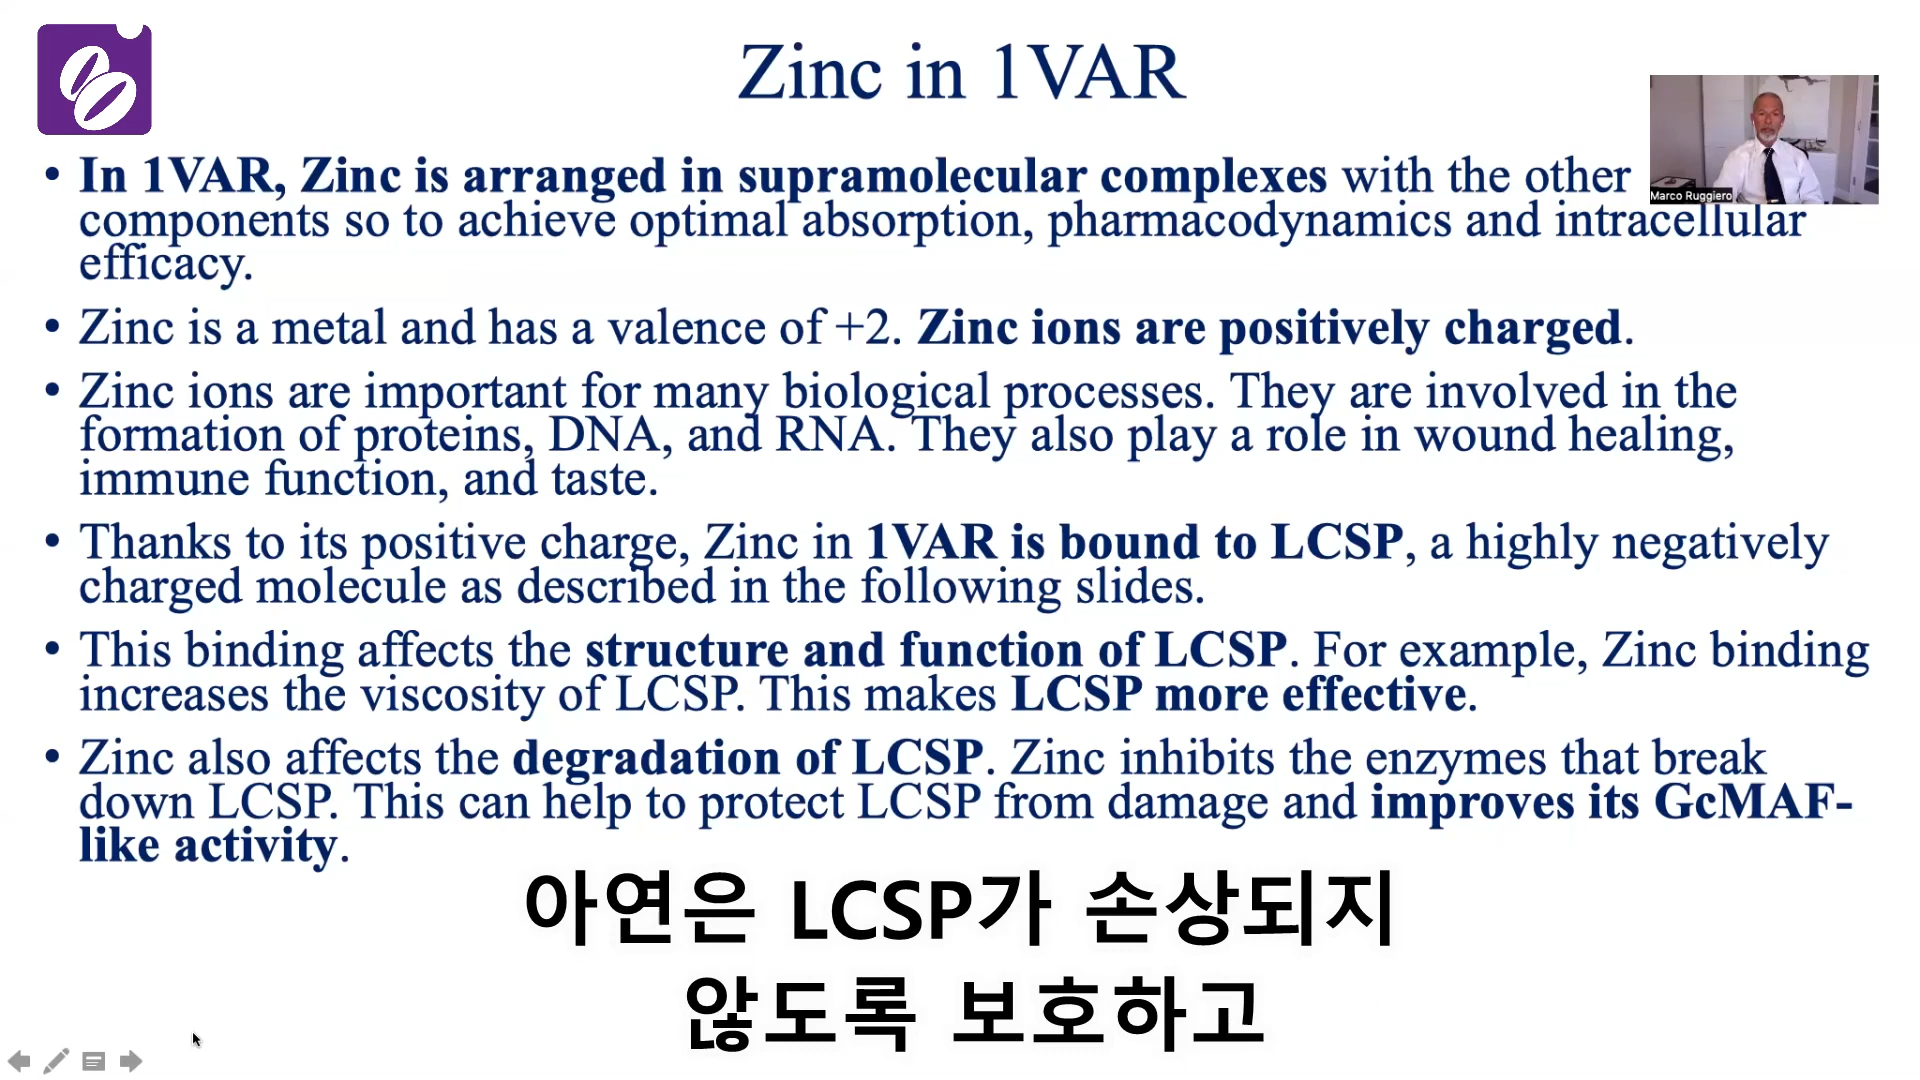 Zinc in 1VAR
Marco Ruggiero
• In 1VAR, Zinc is arranged in supramolecular complexes with the other
components so to achieve optimal absorption, pharmacodynamics and intracellular
efficacy.
• Zinc is a metal and has a valence of +2. Zinc ions are positively charged.
• Zinc ions are important for many biological processes. They are involved in the
formation of proteins, DNA, and RNA. They also play a role in wound healing,
immune function, and taste.
• Thanks to its positive charge, Zinc in 1VAR is bound to LCSP, a highly negatively
charged molecule as described in the following slides.
• This binding affects the structure and function of LCSP. For example, Zinc binding
increases the viscosity of LCSP. This makes LCSP more effective.
• Zinc also affects the degradation of LCSP. Zinc inhibits the enzymes that break
down LCSP. This can help to protect LCSP from damage and improves its GcMAF-
like activity.
아연은 LCSP가 손상되지
않도록 보호하고